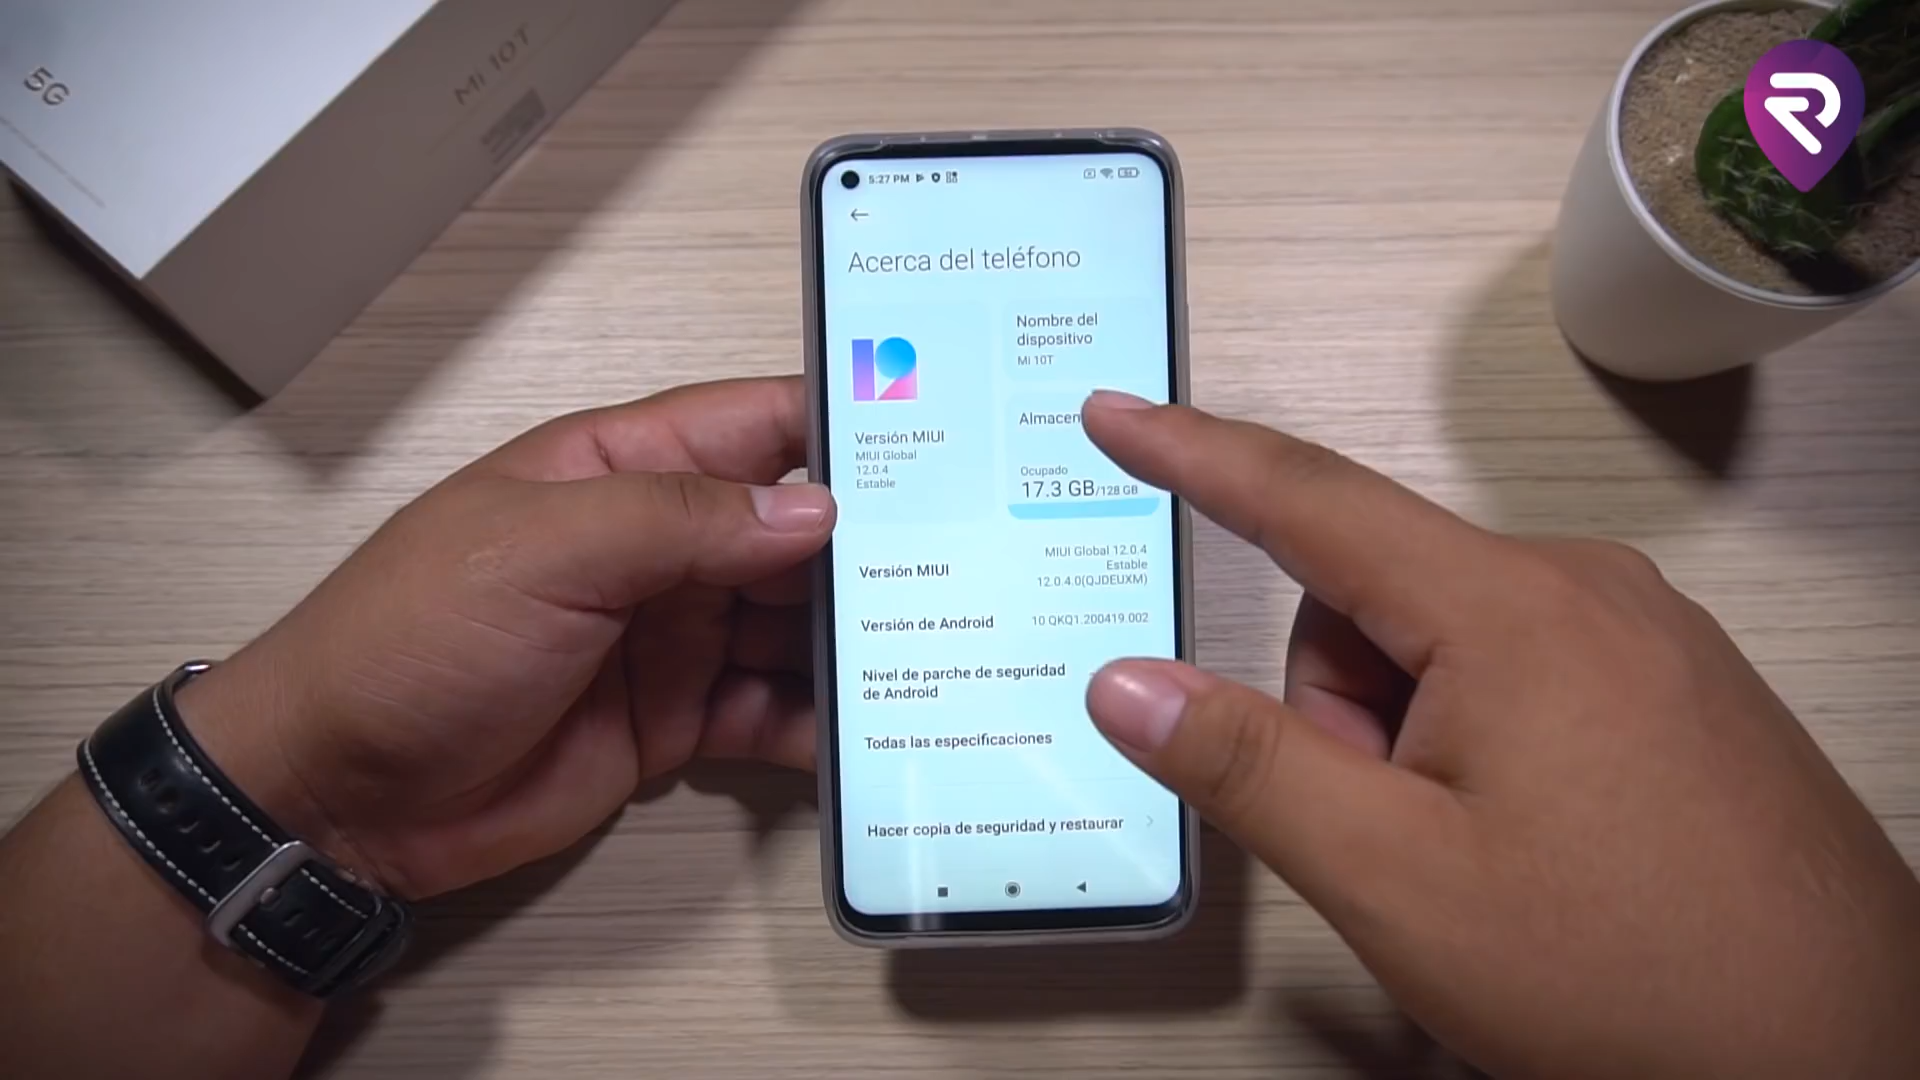 5G
Mi 10T
5:27 PM
Acerca del teléfono
Nombre del
dispositivo
Mi 10T
Almacen
Ocupado
17.3 GB/128 GB
Versión MIUI
MIUI Global
12.0.4
Estable
Versión MIUI
MIUI Global 12.0.4
Estable
12.0.4.0(QJDEUXM)
Versión de Android
10 QKQ1.200419.002
Nivel de parche de seguridad
de Android
Todas las especificaciones
Hacer copia de seguridad y restaurar